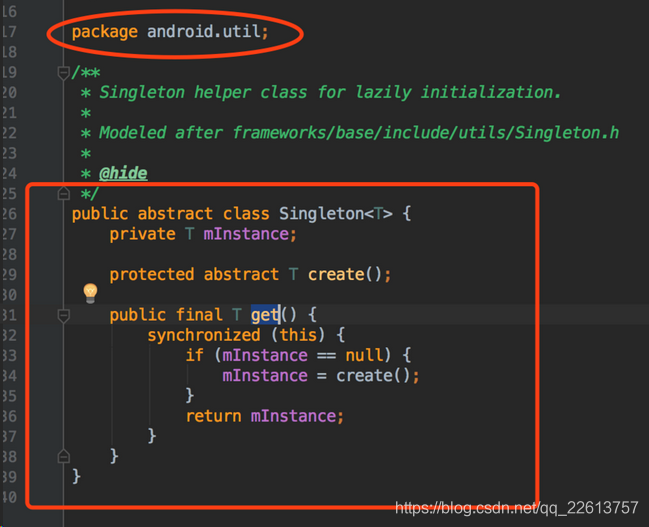 16
17 package android.util;
18
19 /**
20 * Singleton helper class for lazily initialization.
21 *
22 * Modeled after frameworks/base/include/utils/Singleton.h
23 *
24 * @hide
25 */
26 public abstract class Singleton<T> {
27 private T mInstance;
28
29 protected abstract T create();
30
31 public final T get() {
32 synchronized (this) {
33 if (mInstance == null) {
34 mInstance = create();
35 }
36 return mInstance;
37 }
38 }
39 }
40
https://blog.csdn.net/qq_22613757